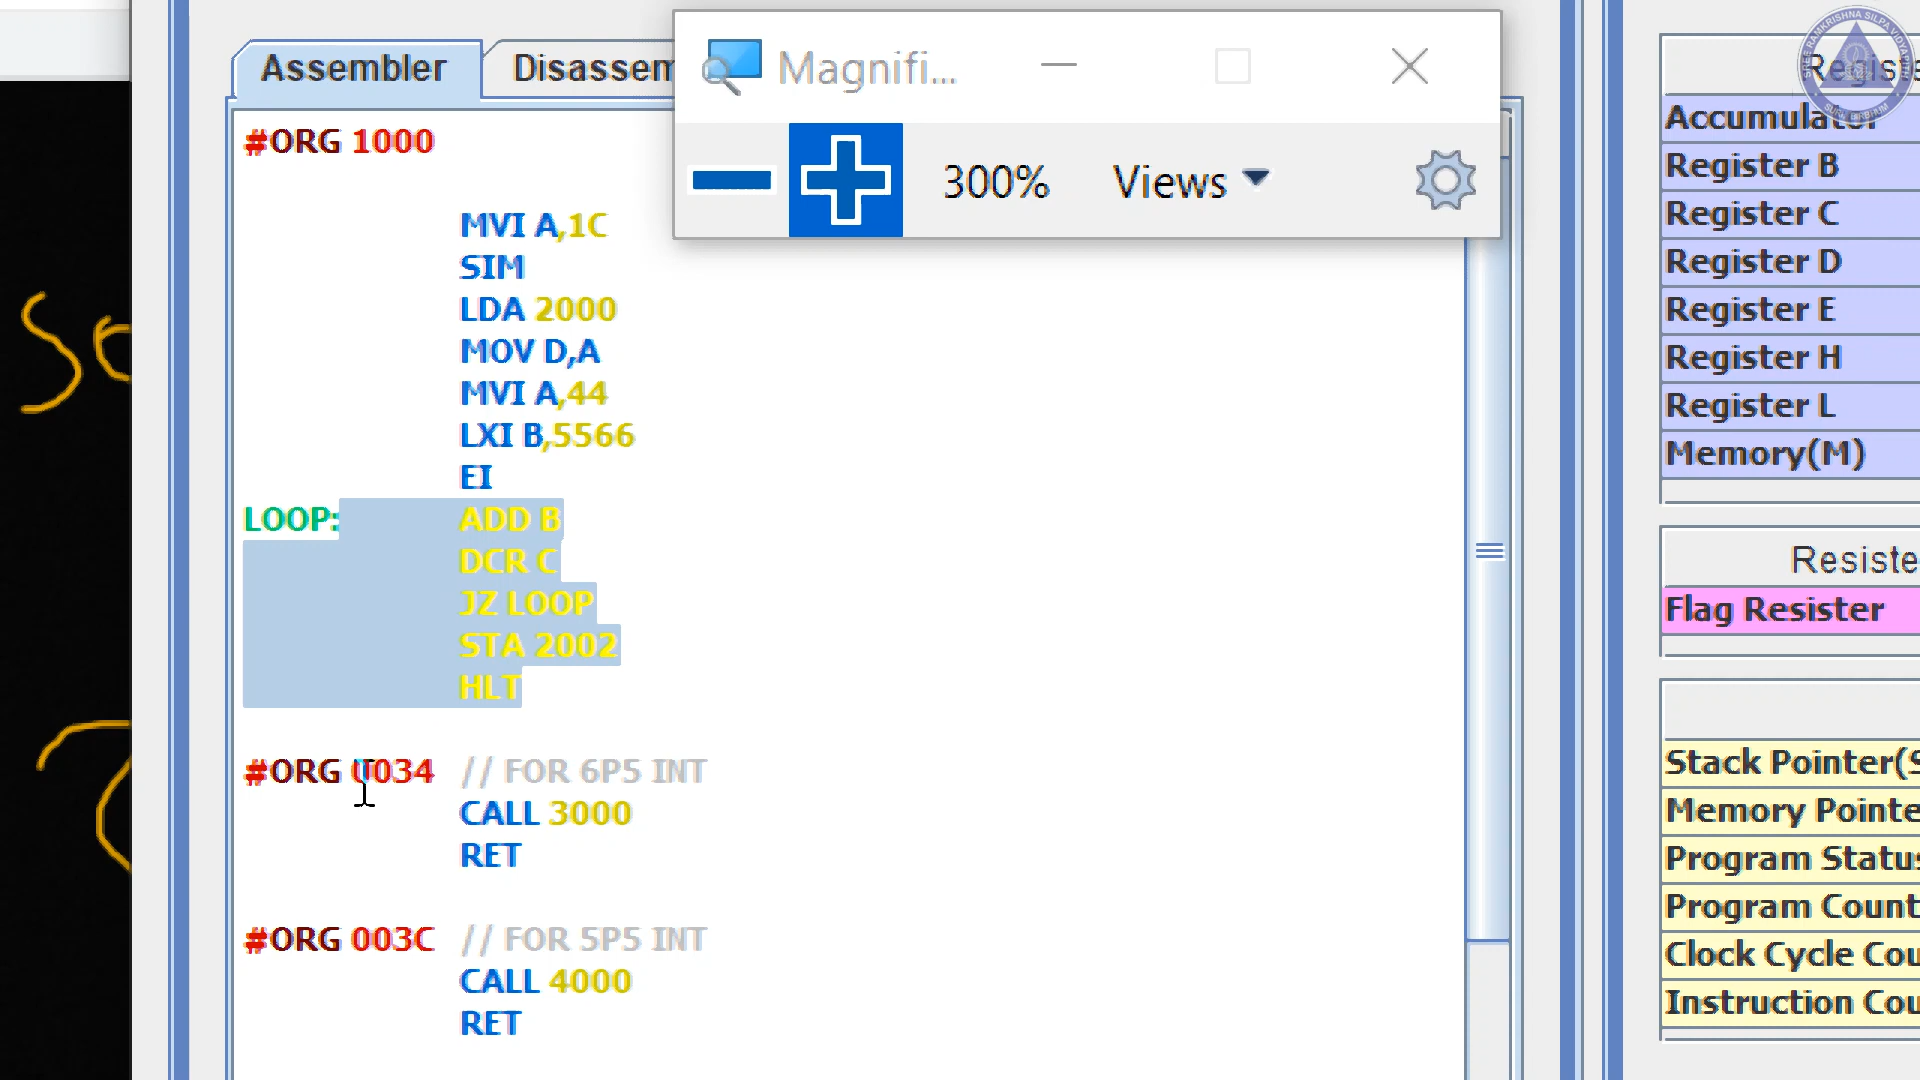 Assembler
Disassem
Magnifi...
300%
Views
#ORG 1000
MVI A,1C
SIM
LDA 2000
MOV D,A
MVI A,44
LXI B,5566
EI
LOOP: ADD B
DCR C
JZ LOOP
STA 2002
HLT
#ORG 0034 // FOR 6P5 INT
CALL 3000
RET
#ORG 003C // FOR 5P5 INT
CALL 4000
RET
Registe
Accumulator
Register B
Register C
Register D
Register E
Register H
Register L
Memory(M)
Resiste
Flag Resister
Stack Pointer(S
Memory Pointe
Program Status
Program Count
Clock Cycle Cou
Instruction Cou